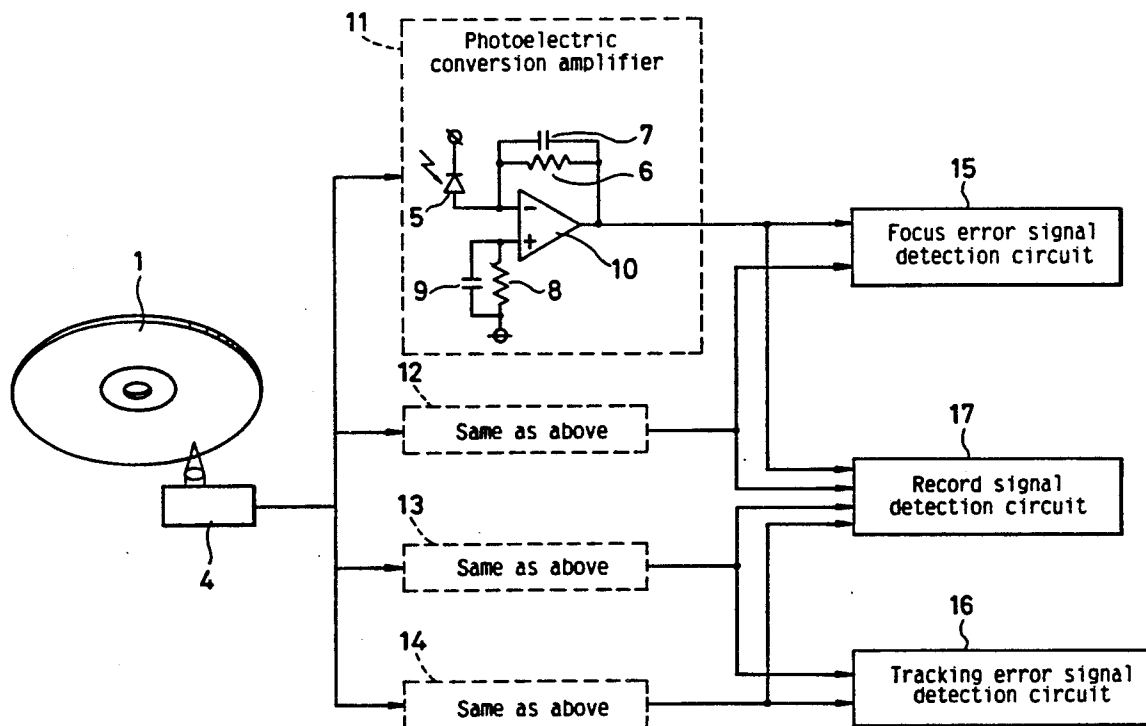 11
Photoelectric
conversion amplifier
7
6
5
-
+
10
9
8
15
Focus error signal
detection circuit
1
12
Same as above
17
Record signal
detection circuit
4
13
Same as above
16
14
Same as above
Tracking error signal
detection circuit